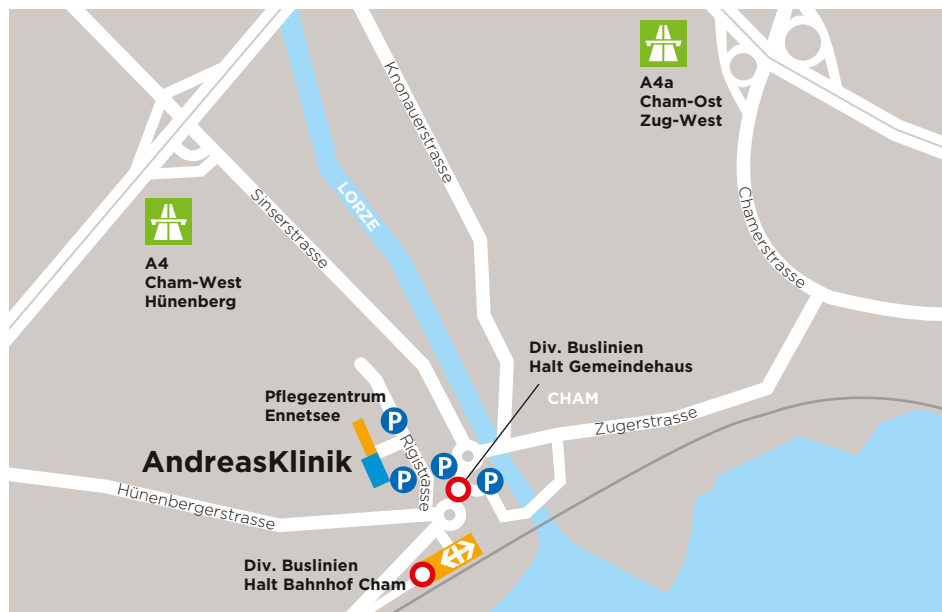 A4a
Cham-Ost
Zug-West
Knonauerstrasse
LORZE
Sinserstrasse
Chamerstrasse
A4
Cham-West
Hünenberg
Div. Buslinien
Halt Gemeindehaus
CHAM
Pflegezentrum
Ennetsee
P
Zugerstrasse
Rigistrasse
AndreasKlinik
P
P
P
Hünenbergerstrasse
Div. Buslinien
Halt Bahnhof Cham